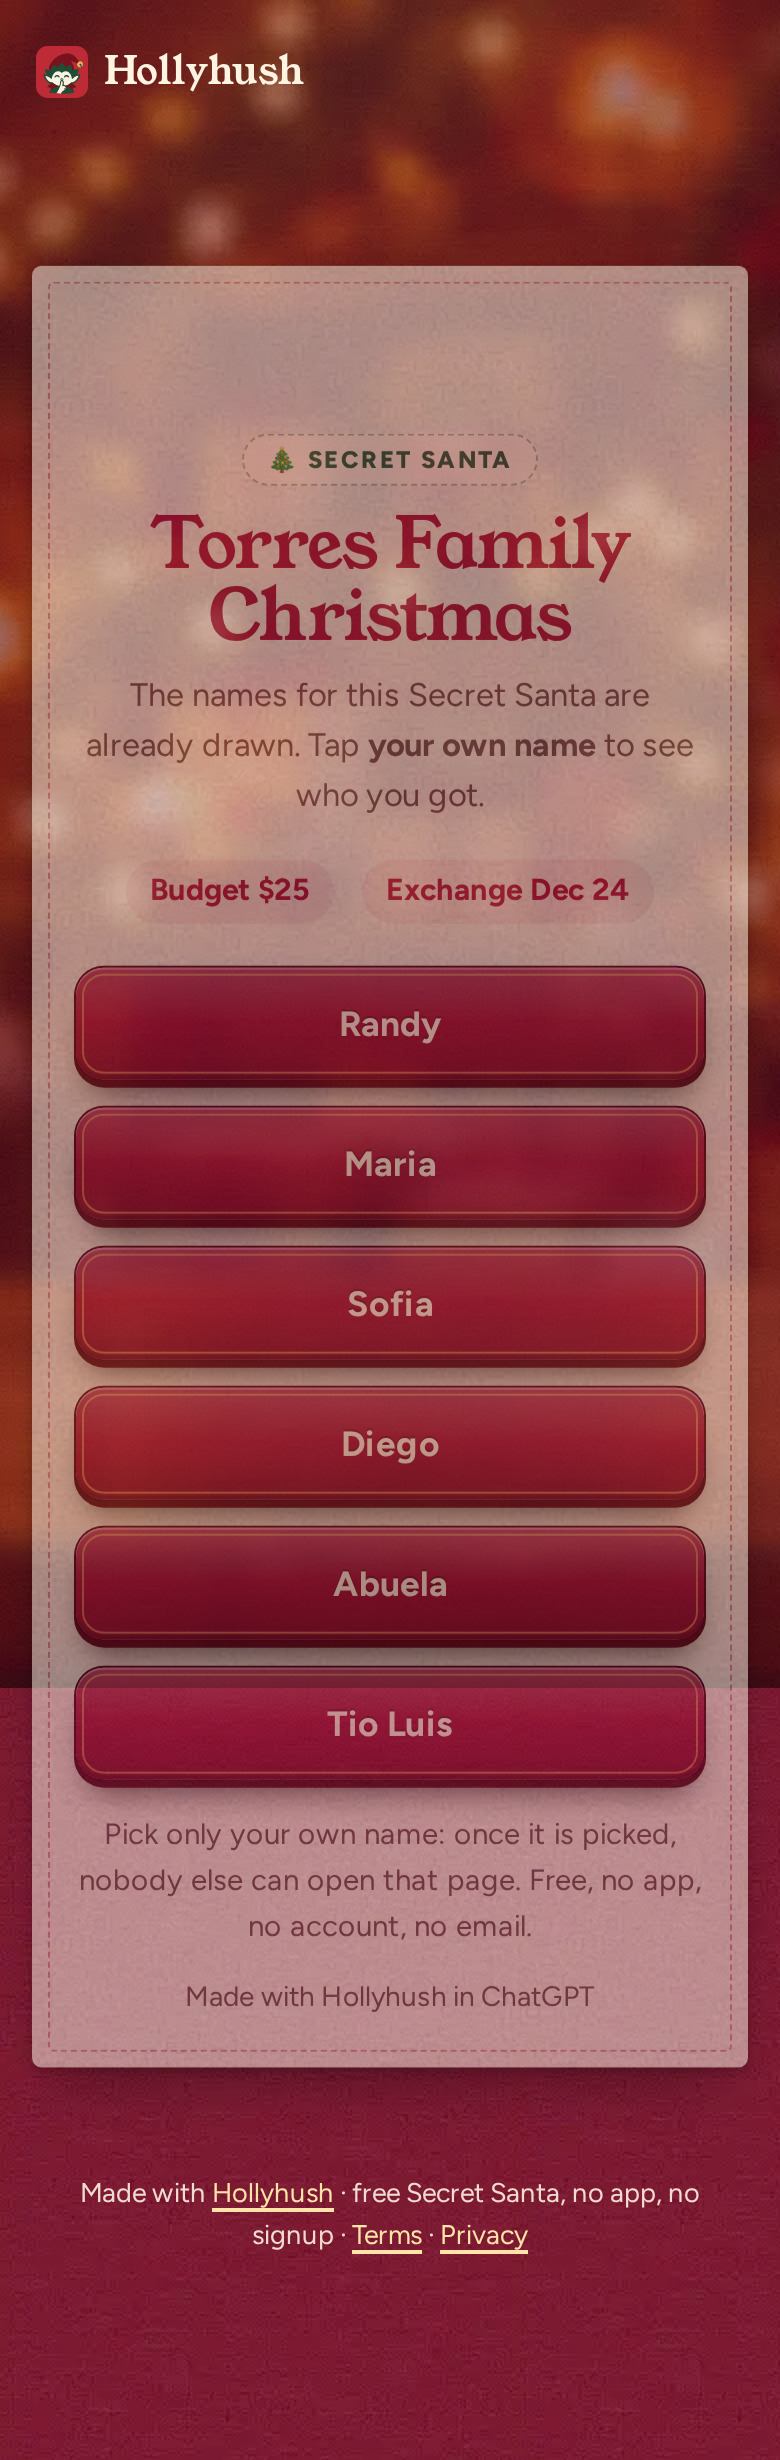 Hollyhush
🎄 SECRET SANTA
Torres Family
Christmas
The names for this Secret Santa are
already drawn. Tap your own name to see
who you got.
Budget $25
Exchange Dec 24
Randy
Maria
Sofia
Diego
Abuela
Tio Luis
Pick only your own name: once it is picked,
nobody else can open that page. Free, no app,
no account, no email.
Made with Hollyhush in ChatGPT
Made with Hollyhush · free Secret Santa, no app, no
signup · Terms · Privacy